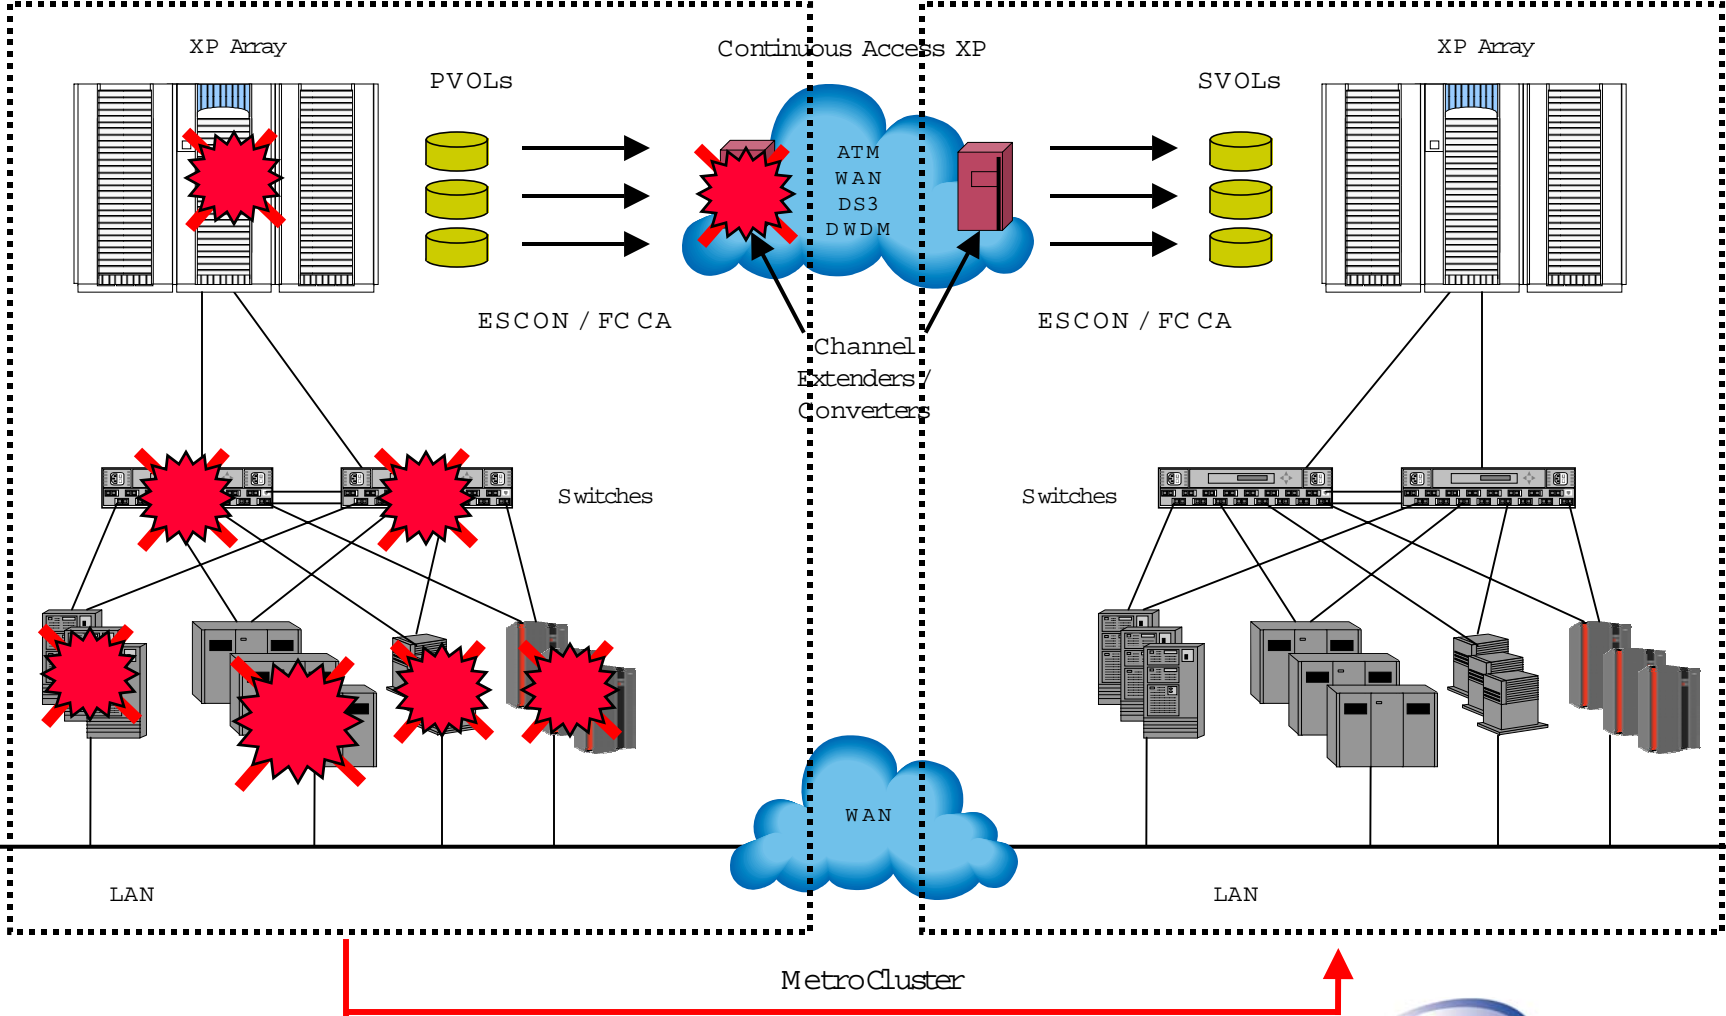 XP Array
Continuous Access XP
XP Array
PVOLs
SVOLs
ATM
WAN
DS3
DWDM
ESCON / FC CA
ESCON / FC CA
Channel
Extenders /
Converters
Switches
Switches
WAN
LAN
LAN
MetroCluster